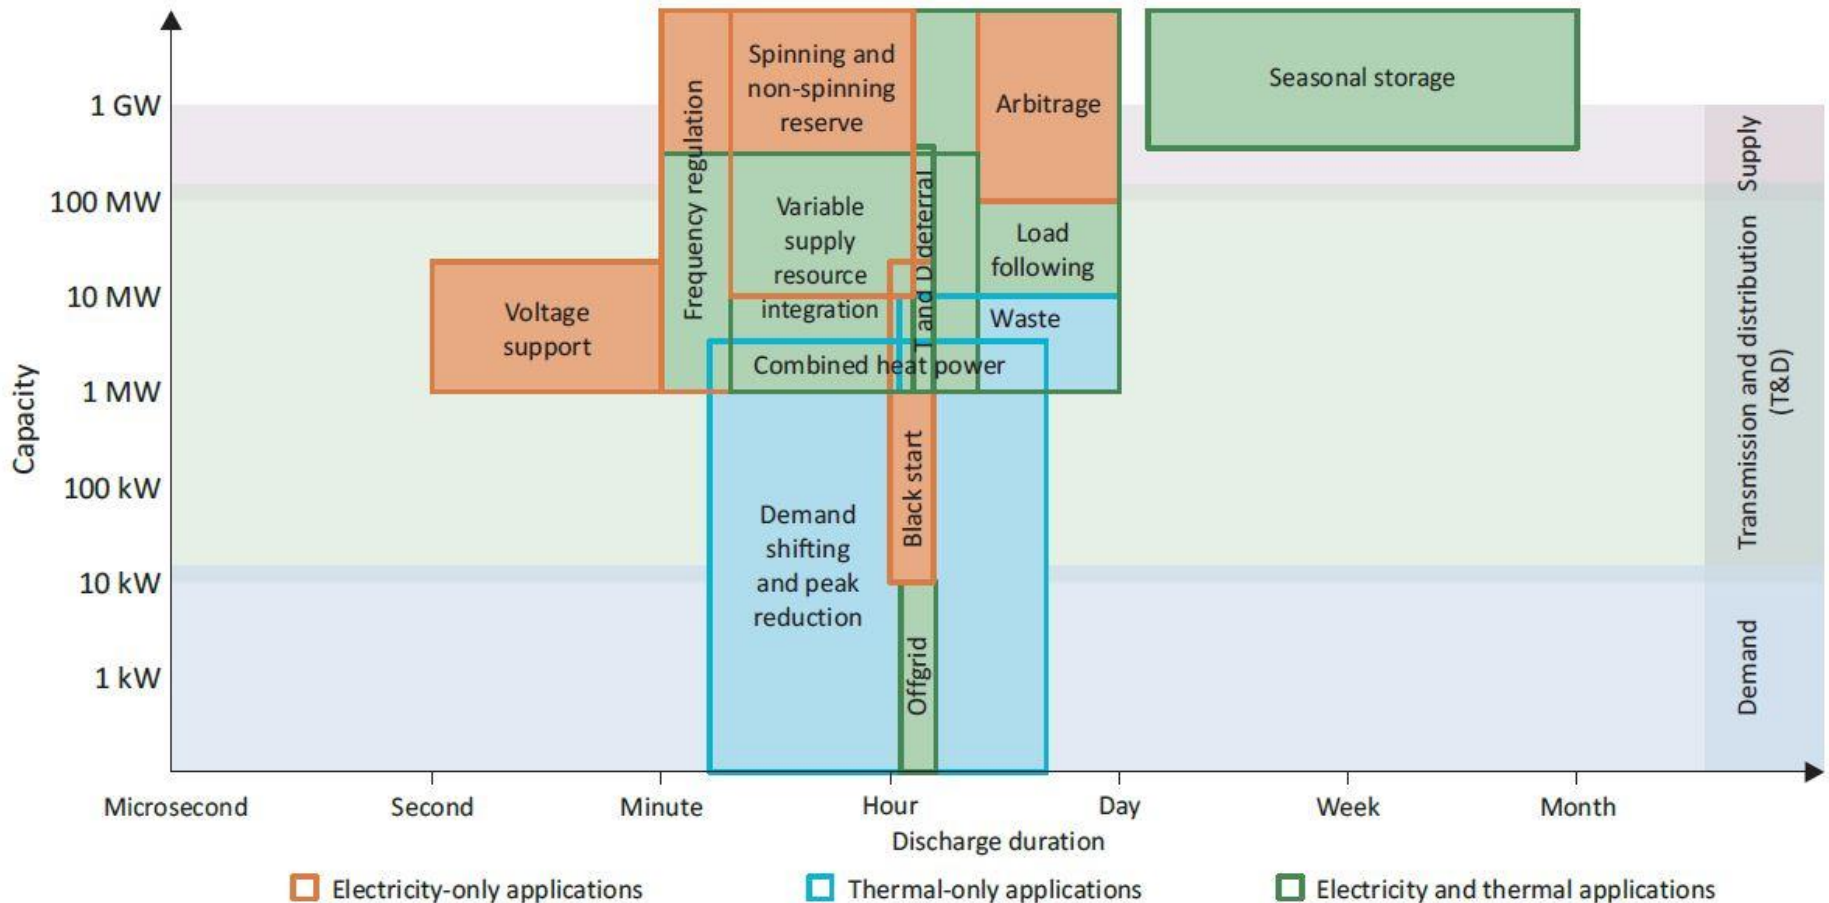 Capacity
1 GW
100 MW
10 MW
1 MW
100 kW
10 kW
1 kW
Frequency regulation
Spinning and
non-spinning
reserve
Arbitrage
Seasonal storage
Variable
supply
resource
integration
T and D deferral
Load
following
Voltage
support
Waste
Combined heat power
Demand
shifting
and peak
reduction
Black start
Offgrid
Supply
Transmission and distribution
(T&D)
Demand
Microsecond
Second
Minute
Hour
Day
Week
Month
Discharge duration
Electricity-only applications
Thermal-only applications
Electricity and thermal applications